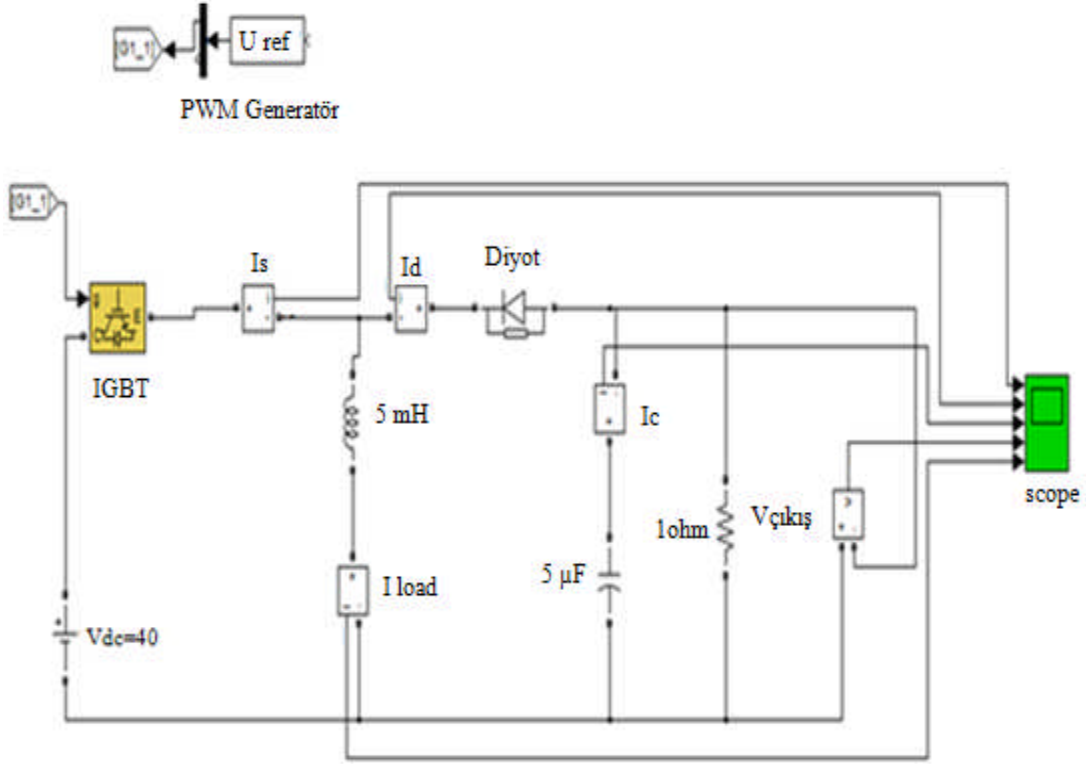 [G1_1]
U ref
PWM Generatör
[G1_1]
Is
Id
Diyot
IGBT
5 mH
Ic
scope
1ohm
Vçıkış
5 µF
I load
Vdc=40